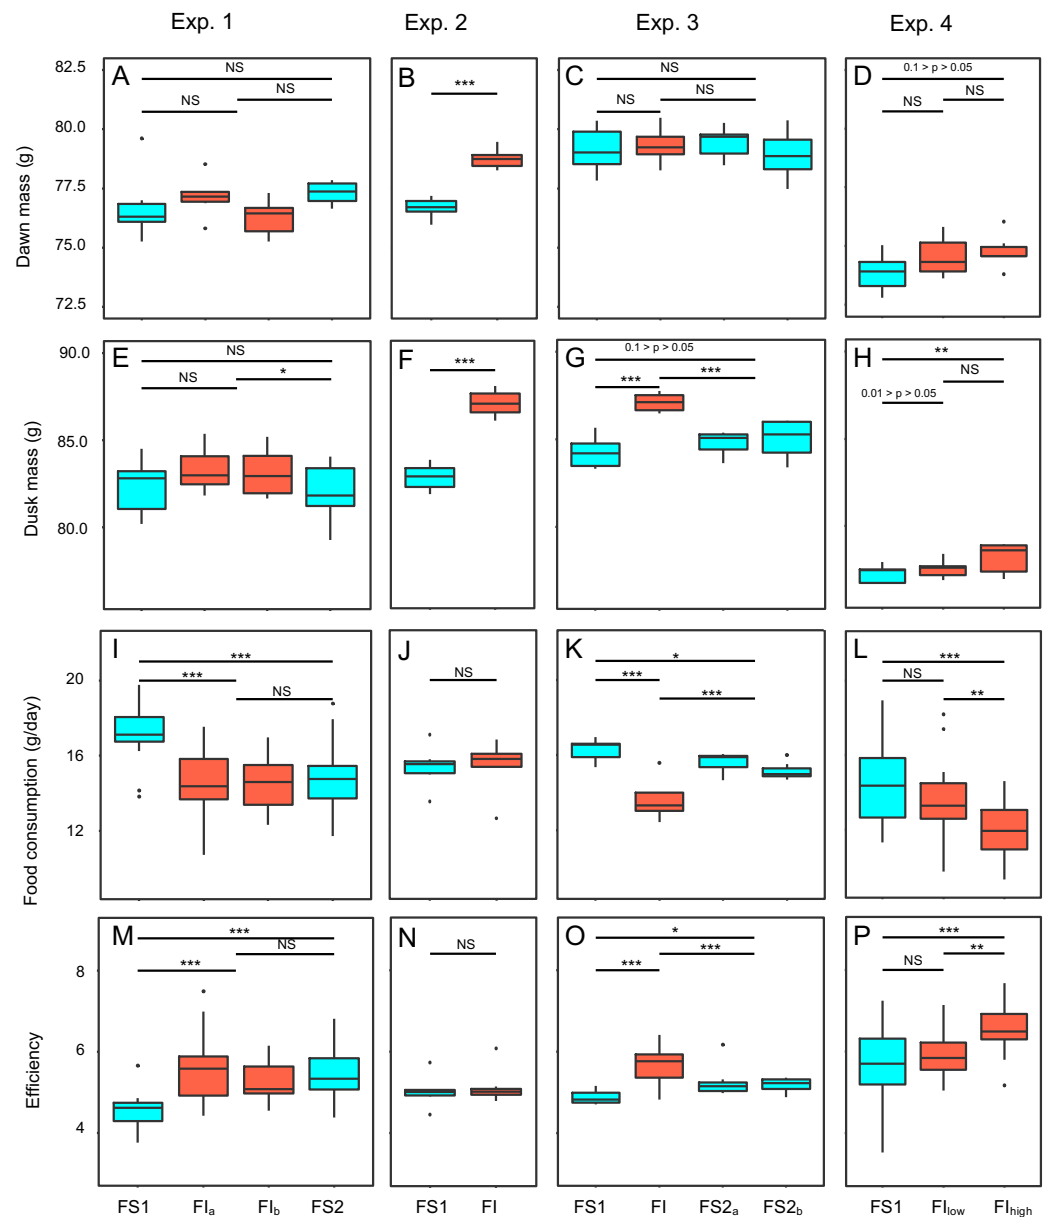 Exp. 1 Exp. 2 Exp. 3 Exp. 4
Dawn mass (g)
82.5
80.0
77.5
75.0
72.5
A
NS
NS
NS
B
***
C
NS
NS
NS
D
0.1 > p > 0.05
NS
NS
Dusk mass (g)
90.0
85.0
80.0
E
NS
NS
*
F
***
G
0.1 > p > 0.05
***
***
H
**
NS
0.01 > p > 0.05
Food consumption (g/day)
20
16
12
I
***
***
NS
J
NS
K
*
***
***
L
***
NS
**
Efficiency
8
6
4
M
***
NS
***
N
NS
O
*
***
***
P
***
**
NS
FS1 FIa FIb FS2 FS1 FI FS1 FI FS2a FS2b FS1 FIlow FIhigh